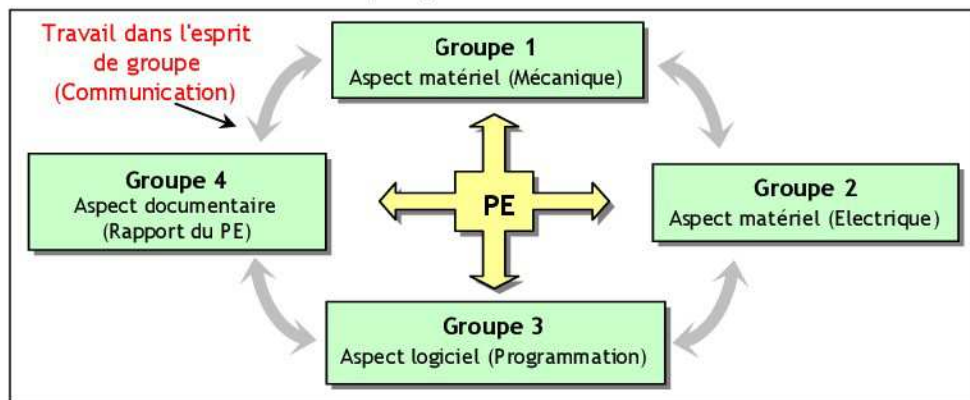 Travail dans l'esprit
de groupe
(Communication)
Groupe 1
Aspect matériel (Mécanique)
Groupe 4
Aspect documentaire
(Rapport du PE)
PE
Groupe 2
Aspect matériel (Electrique)
Groupe 3
Aspect logiciel (Programmation)